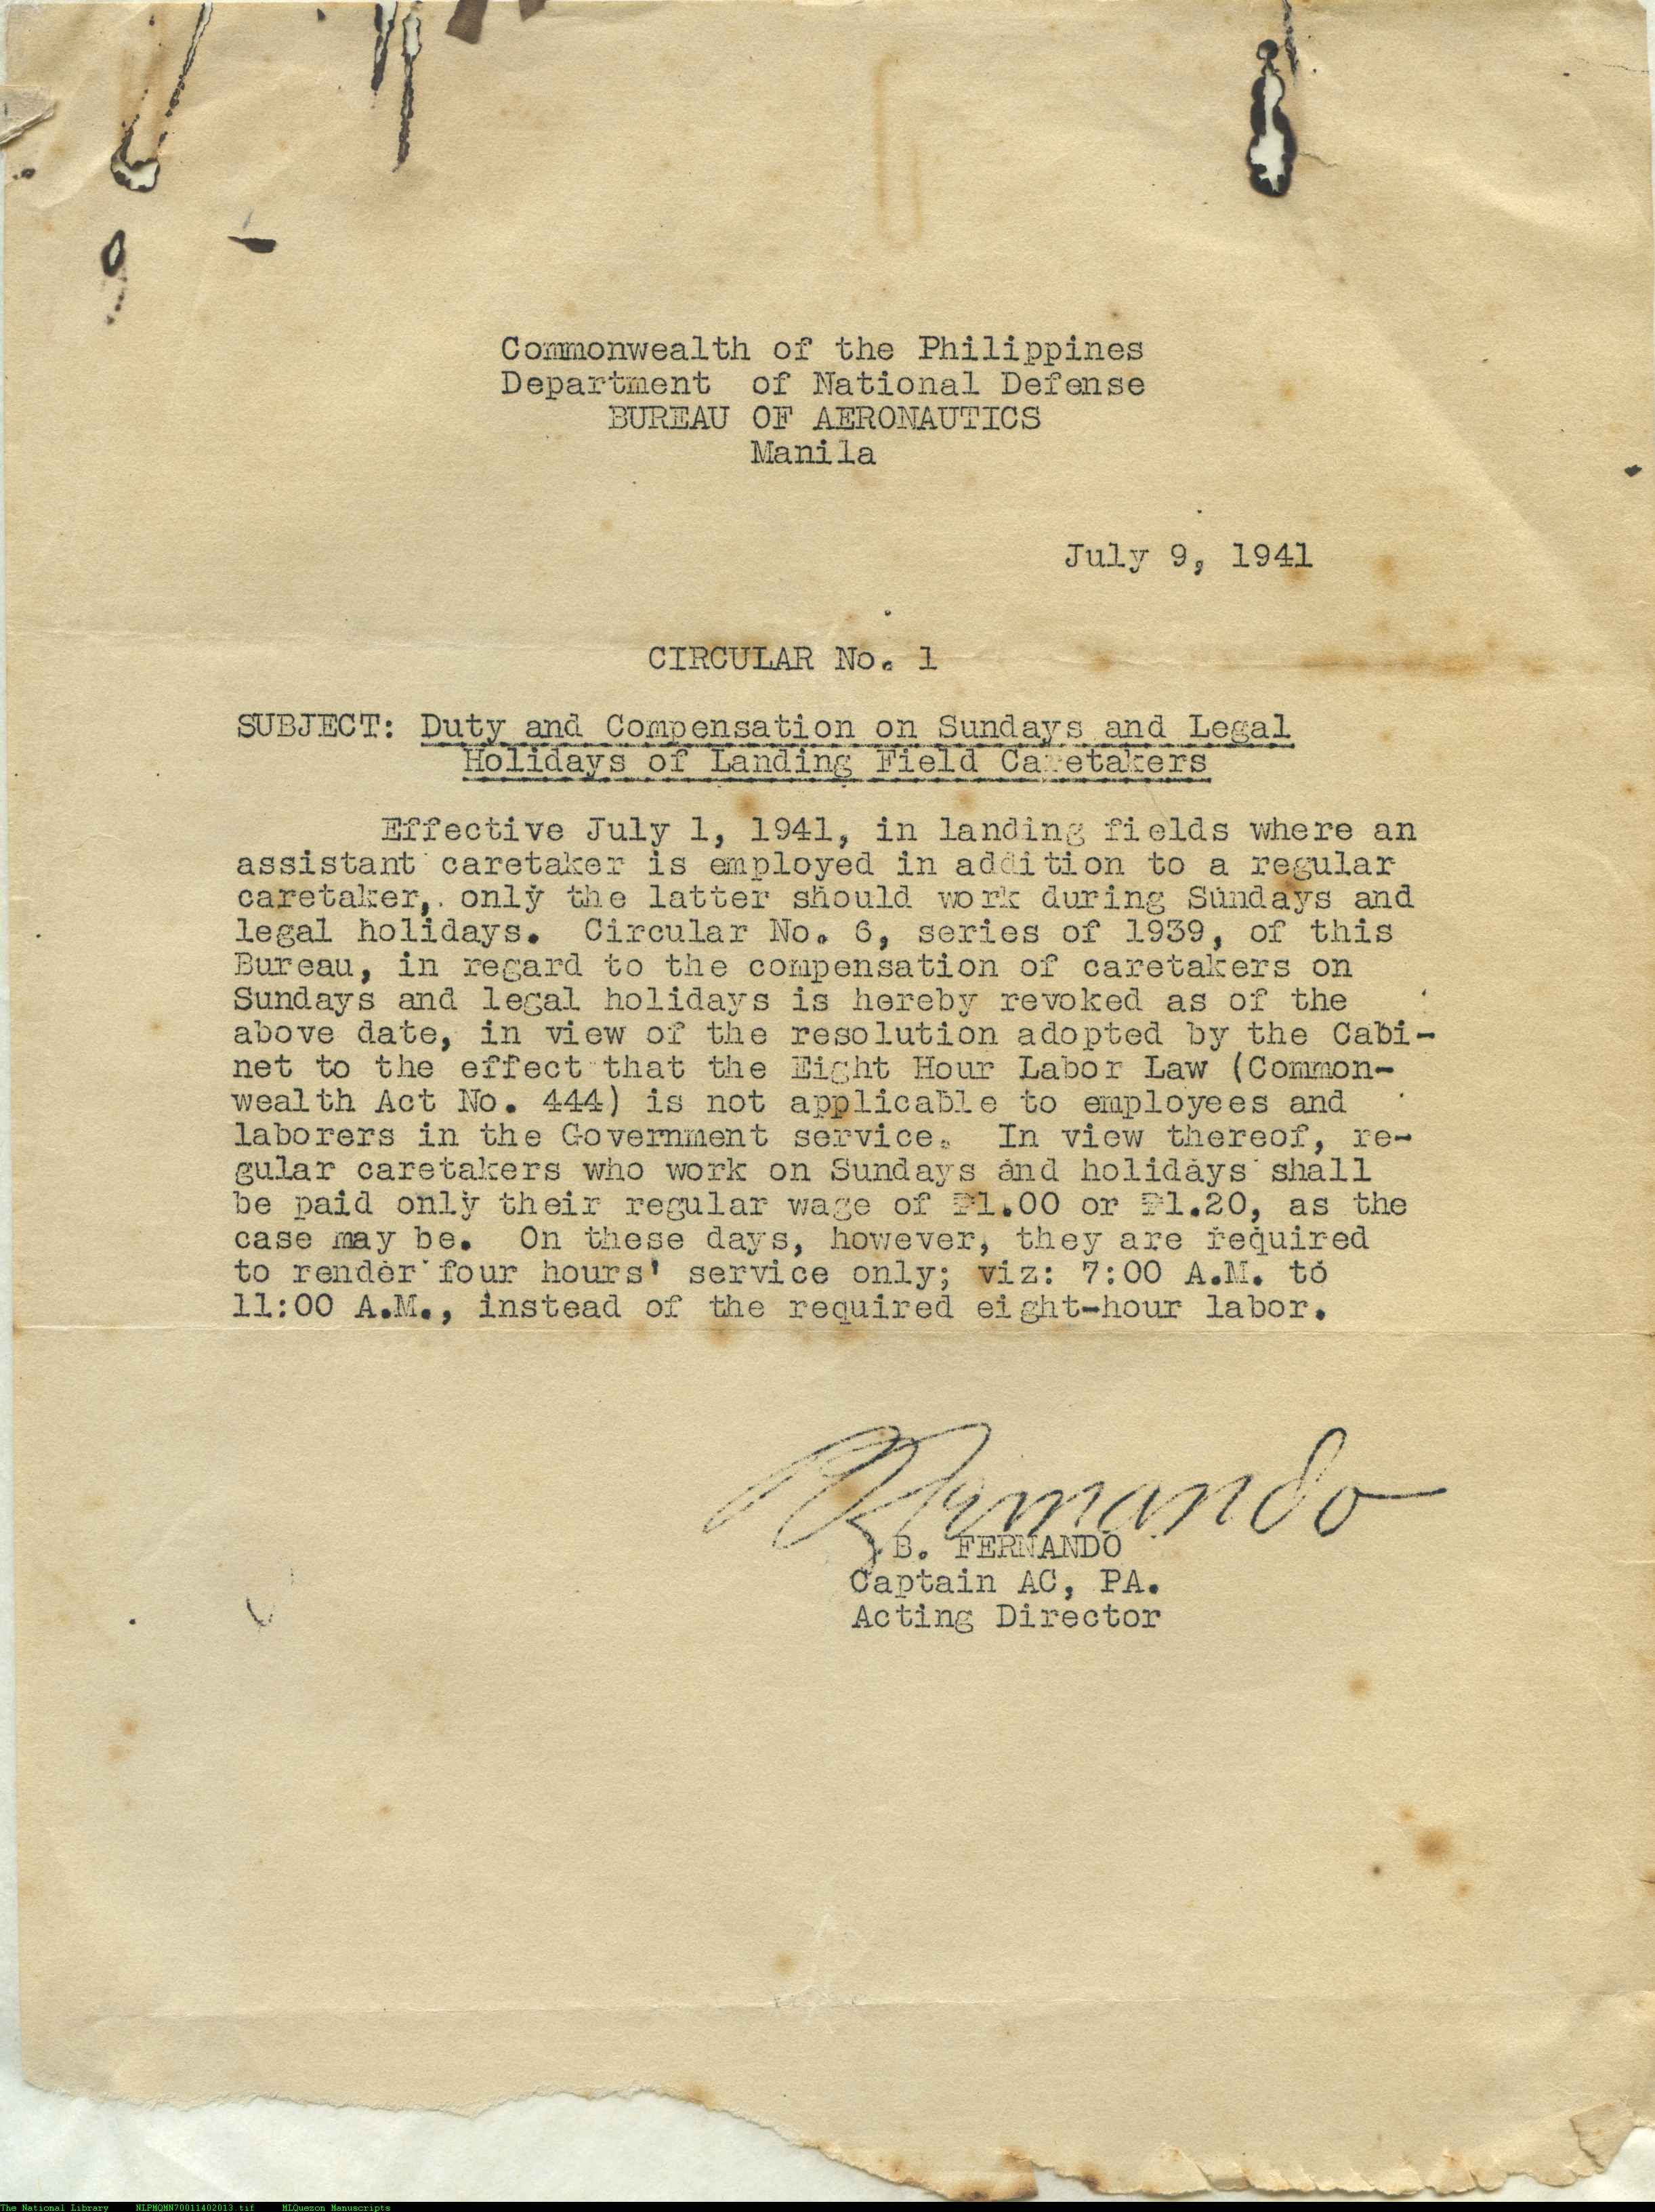 Commonwealth of the Philippines
Department of National Defense
BUREAU OF AERONAUTICS
Manila
July 9, 1941
CIRCULAR No. 1
SUBJECT: Duty and Compensation on Sundays and Legal
Holidays of Landing Field Caretakers
Effective July 1, 1941, in landing fields where an
assistant caretaker is employed in addition to a regular
caretaker, only the latter should work during Sundays and
legal holidays. Circular No. 6, series of 1939, of this
Bureau, in regard to the compensation of caretakers on
Sundays and legal holidays is hereby revoked as of the
above date, in view of the resolution adopted by the Cabi-
net to the effect that the Eight Hour Labor Law (Common-
wealth Act No. 444) is not applicable to employees and
laborers in the Government service. In view thereof, re-
gular caretakers who work on Sundays and holidays shall
be paid only their regular wage of ₱1.00 or ₱1.20, as the
case may be. On these days, however, they are required
to render four hours' service only; viz: 7:00 A.M. to
11:00 A.M., instead of the required eight-hour labor.
Fernando
B. FERNANDO
Captain AC, PA.
Acting Director
The National Library NLPMQMN70011402013.tif MLQuezon Manuscripts